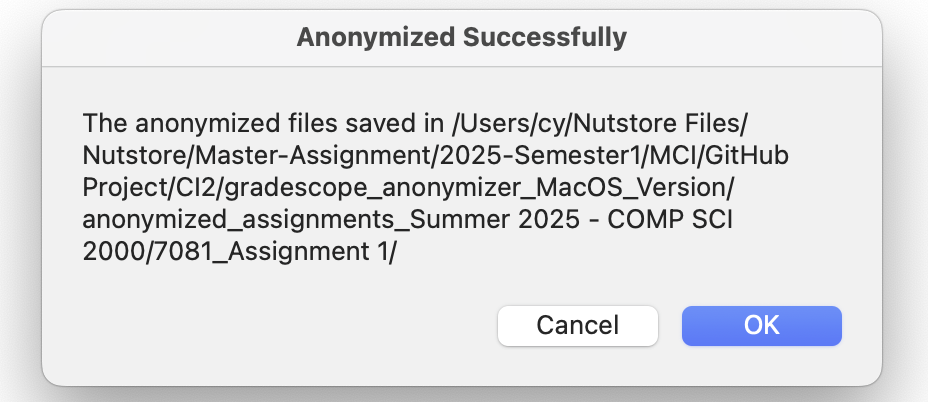 Anonymized Successfully
The anonymized files saved in /Users/cy/Nutstore Files/
Nutstore/Master-Assignment/2025-Semester1/MCI/GitHub
Project/CI2/gradescope_anonymizer_MacOS_Version/
anonymized_assignments_Summer 2025 - COMP SCI
2000/7081_Assignment 1/
Cancel
OK